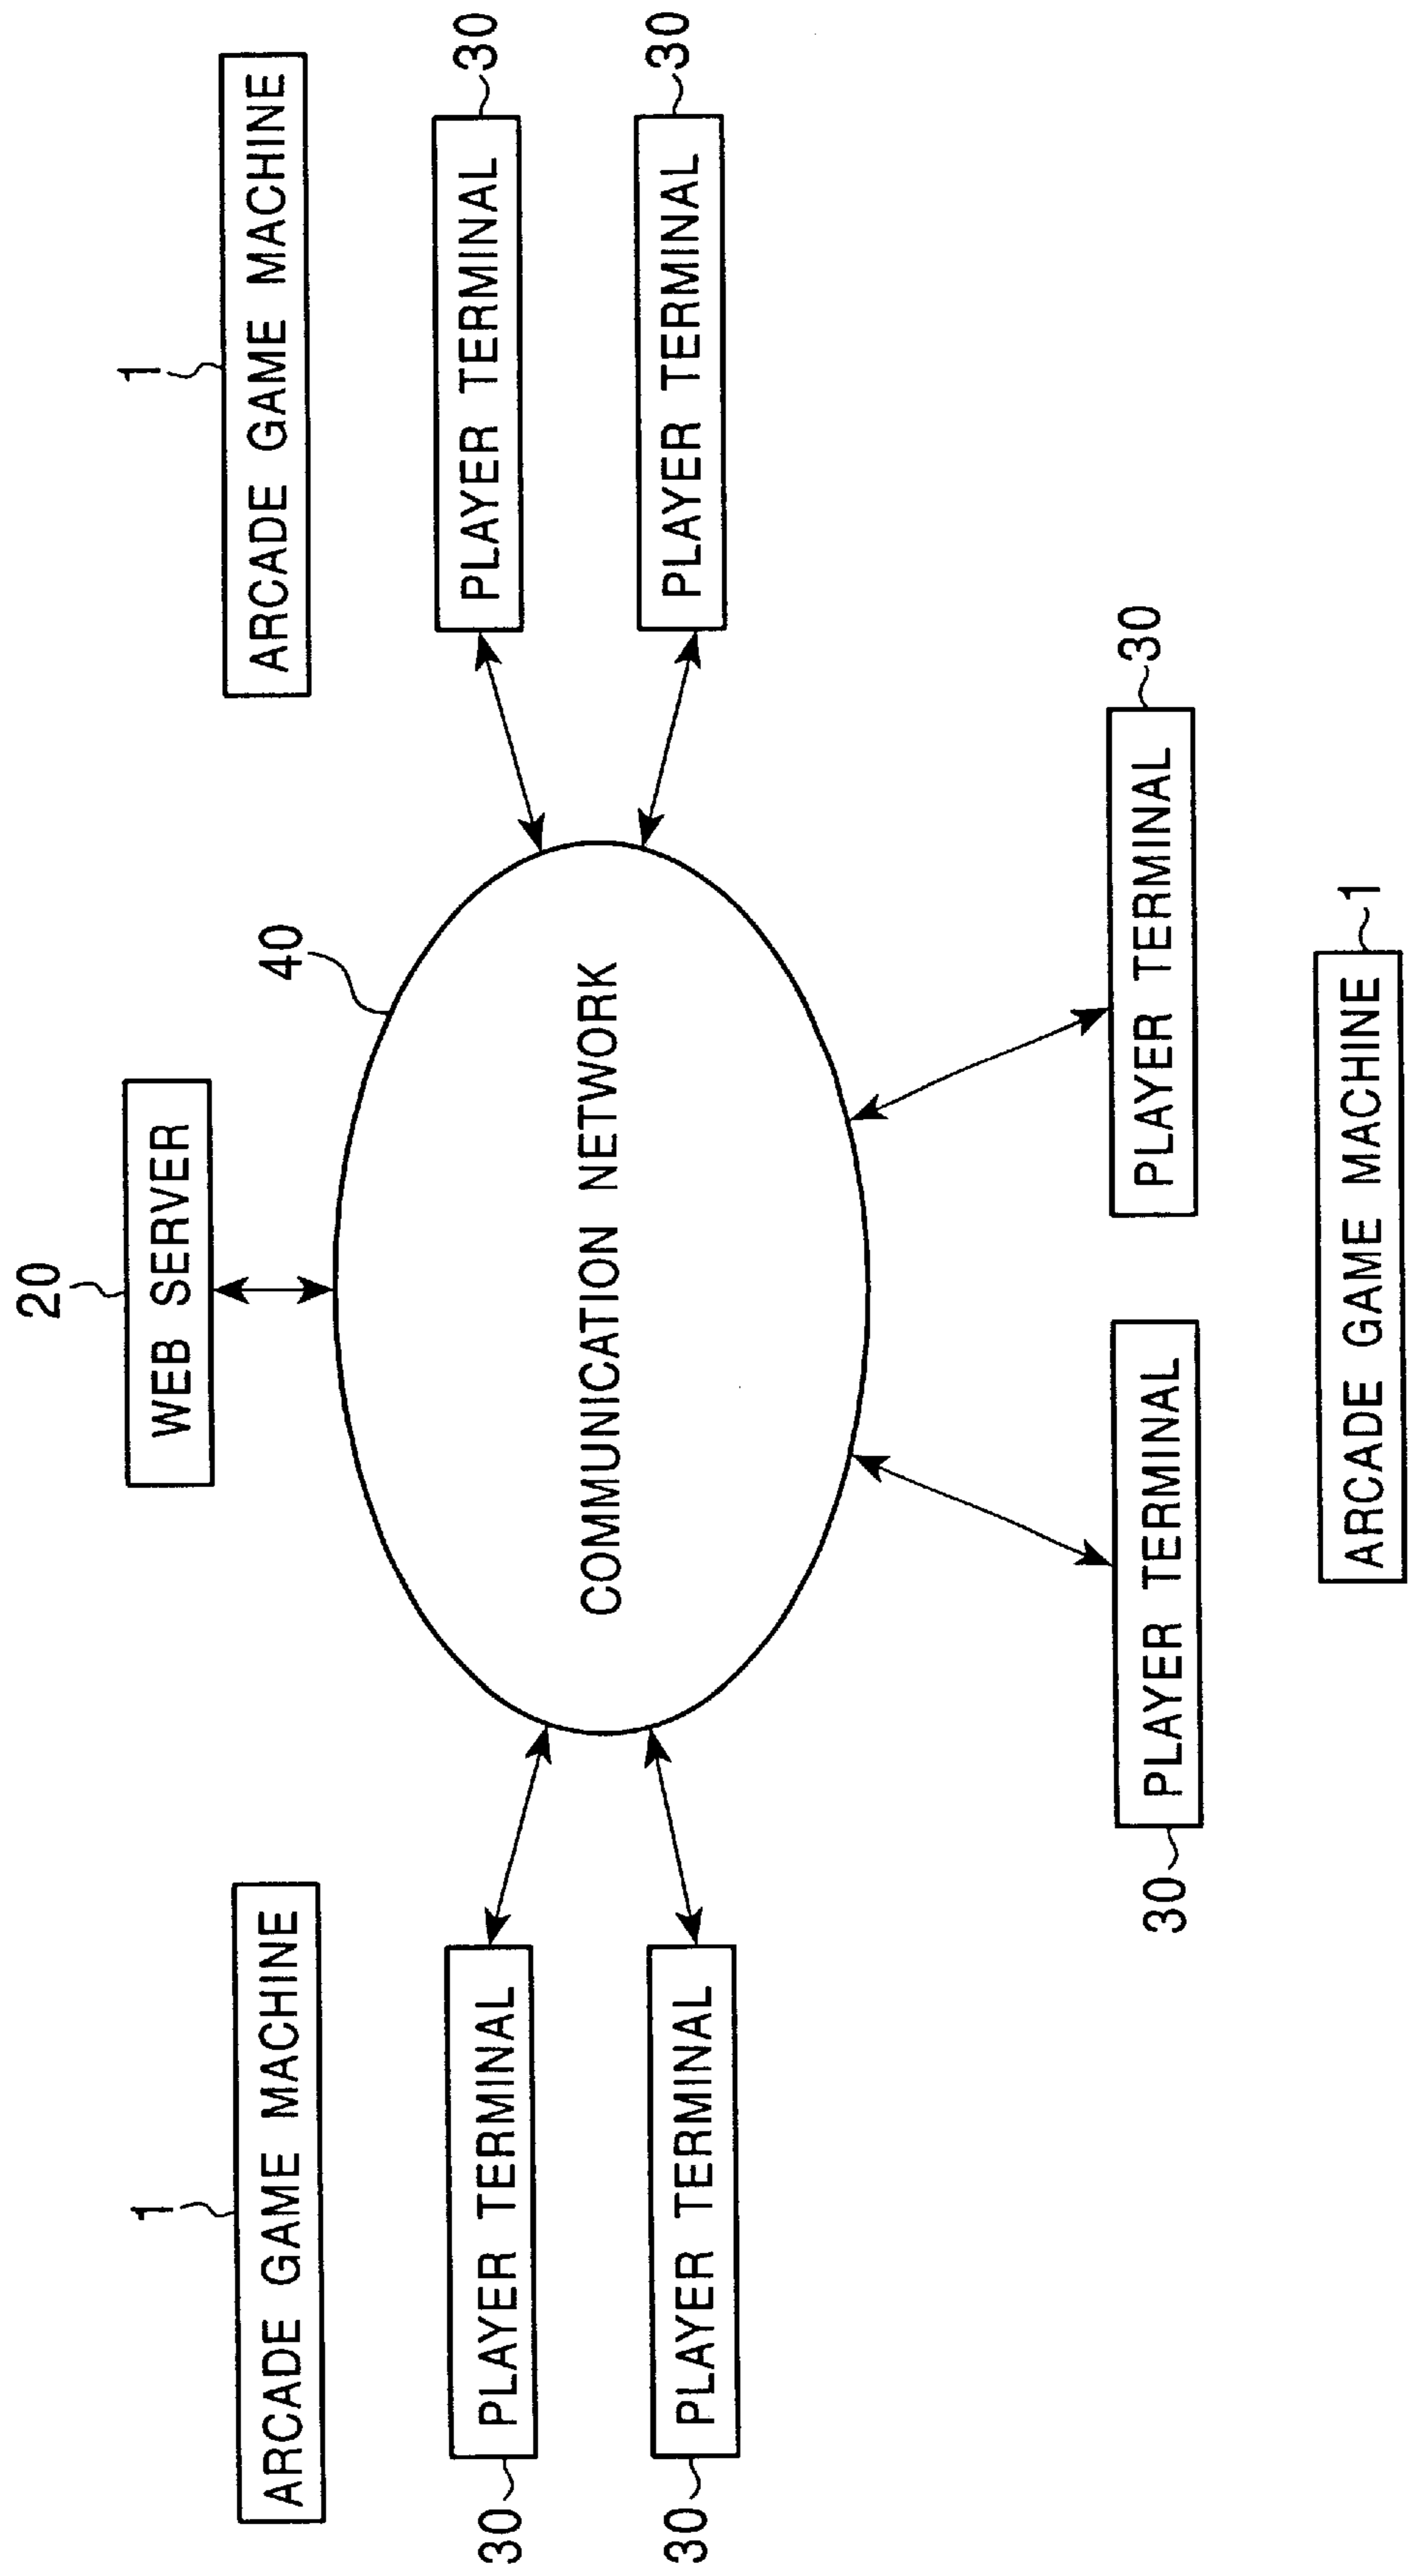 20
WEB SERVER
1
ARCADE GAME MACHINE
40
1
ARCADE GAME MACHINE
30
PLAYER TERMINAL
COMMUNICATION NETWORK
PLAYER TERMINAL
30
30
PLAYER TERMINAL
PLAYER TERMINAL
30
30
PLAYER TERMINAL
PLAYER TERMINAL
30
ARCADE GAME MACHINE
1